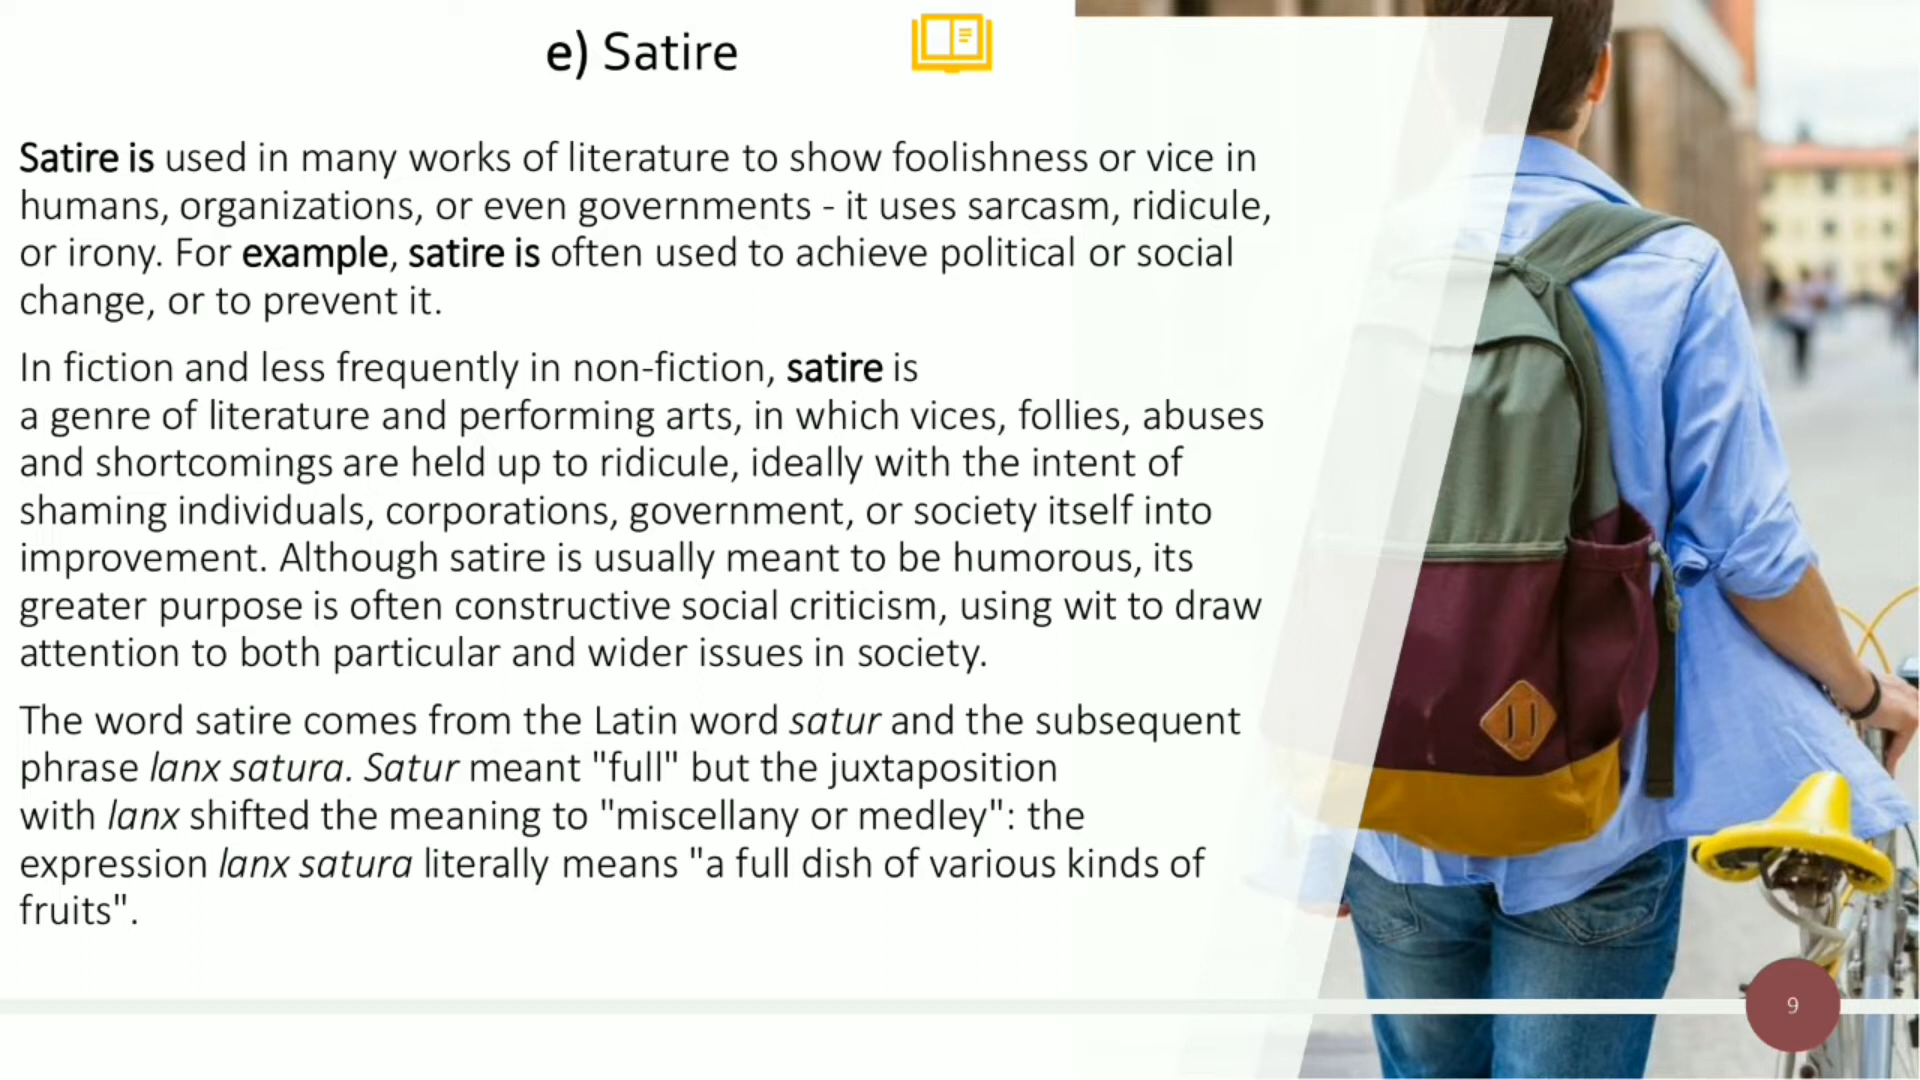 e) Satire
Satire is used in many works of literature to show foolishness or vice in
humans, organizations, or even governments - it uses sarcasm, ridicule,
or irony. For example, satire is often used to achieve political or social
change, or to prevent it.
In fiction and less frequently in non-fiction, satire is
a genre of literature and performing arts, in which vices, follies, abuses
and shortcomings are held up to ridicule, ideally with the intent of
shaming individuals, corporations, government, or society itself into
improvement. Although satire is usually meant to be humorous, its
greater purpose is often constructive social criticism, using wit to draw
attention to both particular and wider issues in society.
The word satire comes from the Latin word satur and the subsequent
phrase lanx satura. Satur meant "full" but the juxtaposition
with lanx shifted the meaning to "miscellany or medley": the
expression lanx satura literally means "a full dish of various kinds of
fruits".
9